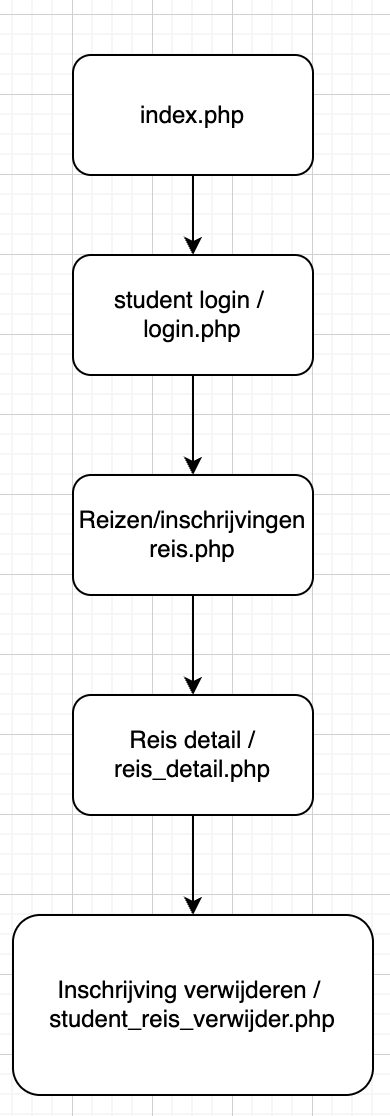 index.php
student login /
login.php
Reizen/inschrijvingen
reis.php
Reis detail /
reis_detail.php
Inschrijving verwijderen /
student_reis_verwijder.php